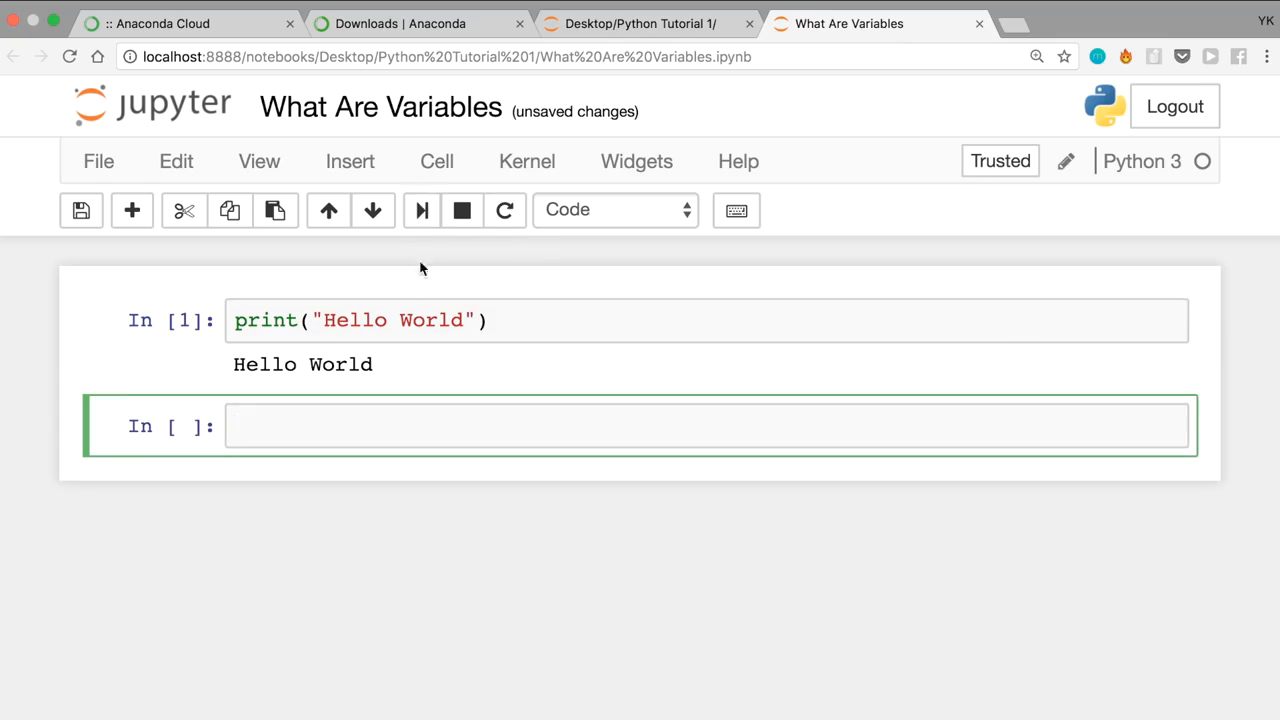 :: Anaconda Cloud
Downloads | Anaconda
Desktop/Python Tutorial 1/
What Are Variables
YK
localhost:8888/notebooks/Desktop/Python%20Tutorial%201/What%20Are%20Variables.ipynb
jupyter What Are Variables (unsaved changes)
Logout
File Edit View Insert Cell Kernel Widgets Help
Trusted
Python 3
Code
In [1]: print("Hello World")
Hello World
In [ ]: